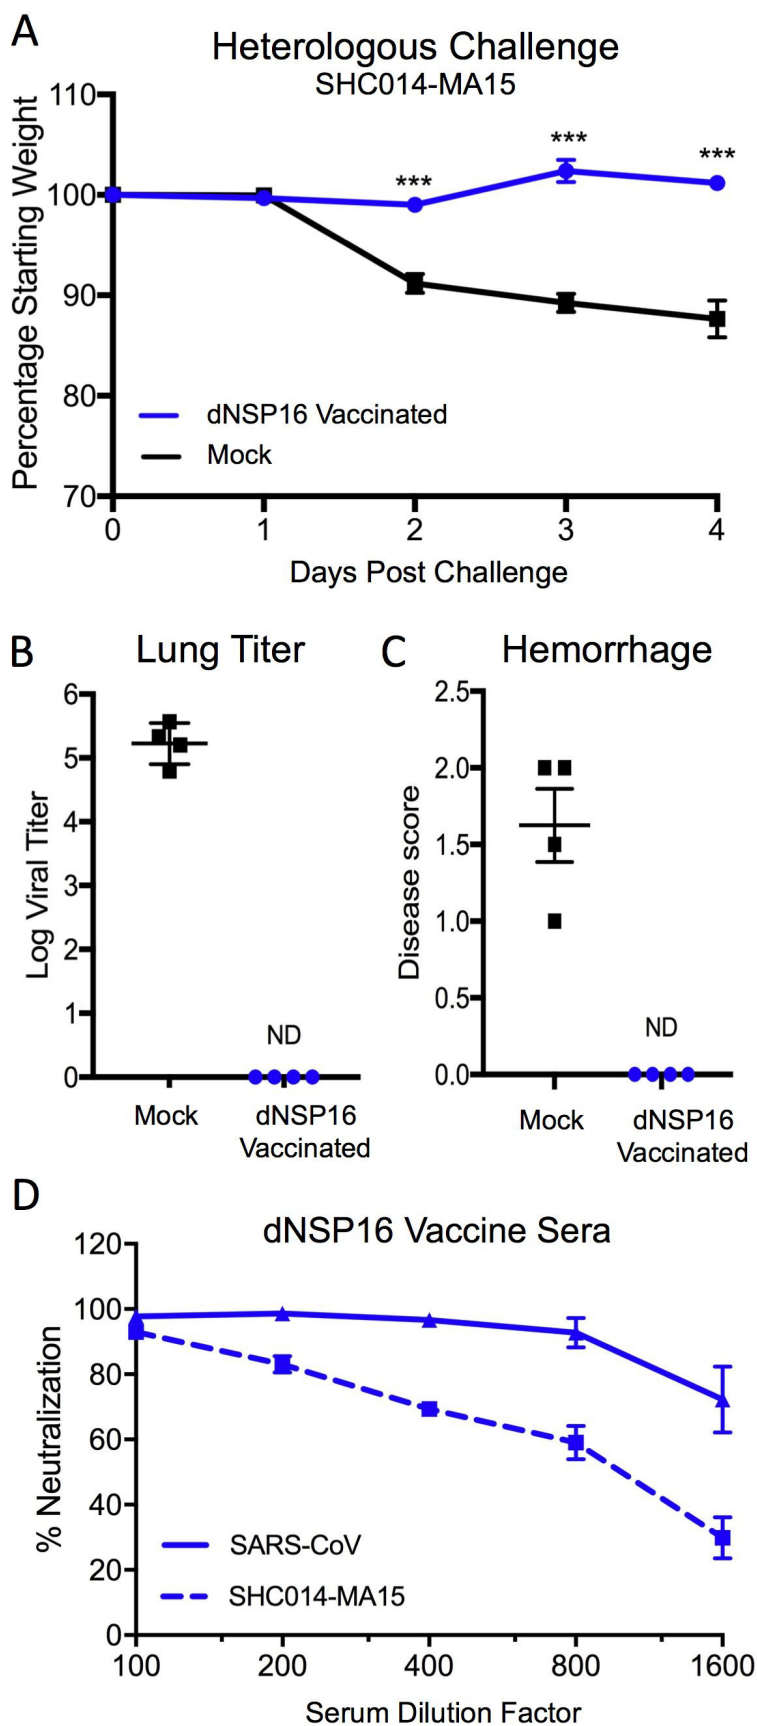 A
Heterologous Challenge
SHC014-MA15
Percentage Starting Weight
110
100
90
80
70
***
***
***
dNSP16 Vaccinated
Mock
0 1 2 3 4
Days Post Challenge
B
Lung Titer
Log Viral Titer
6
5
4
3
2
1
0
ND
Mock
dNSP16
Vaccinated
C
Hemorrhage
Disease score
2.5
2.0
1.5
1.0
0.5
0.0
ND
Mock
dNSP16
Vaccinated
D
dNSP16 Vaccine Sera
% Neutralization
120
100
80
60
40
20
0
SARS-CoV
SHC014-MA15
100 200 400 800 1600
Serum Dilution Factor